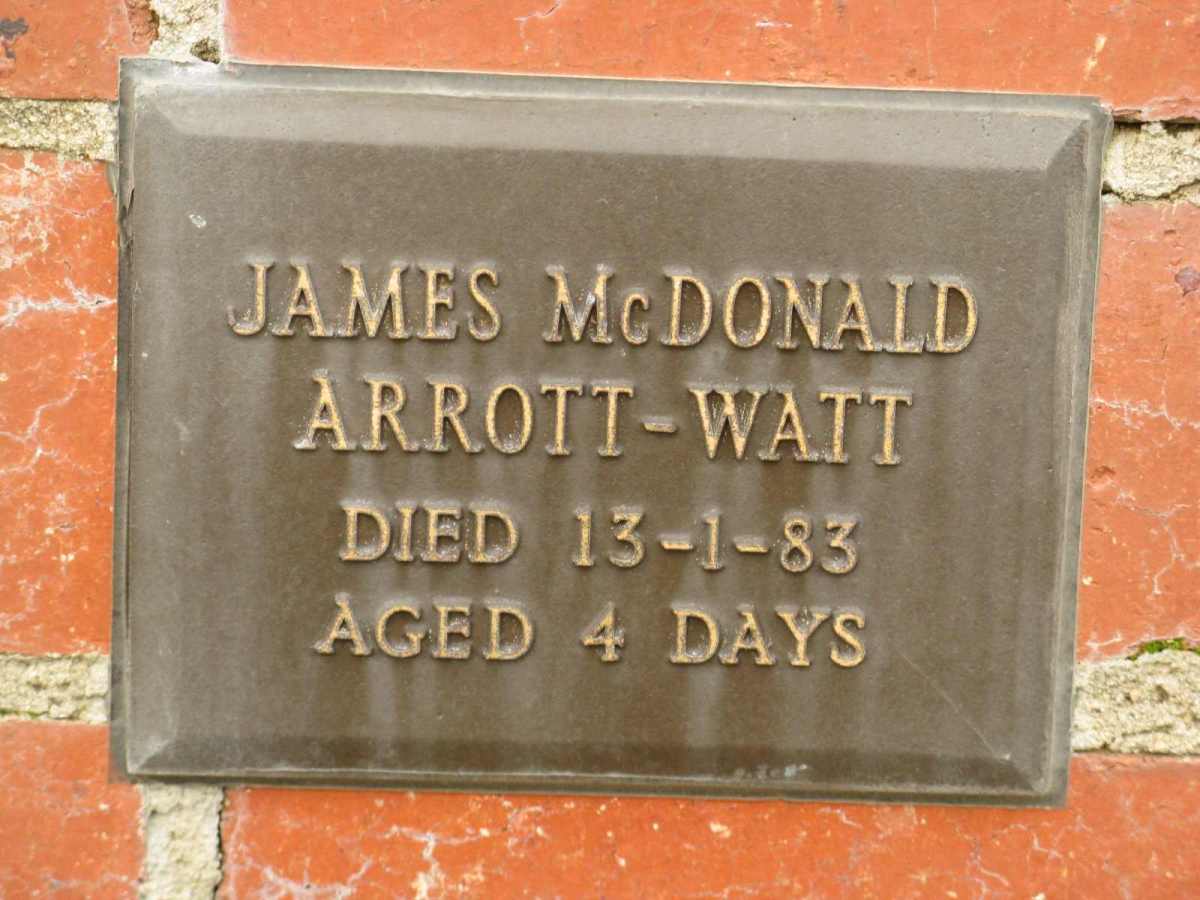 JAMES McDONALD
ARROTT-WATT
DIED 13-1-83
AGED 4 DAYS